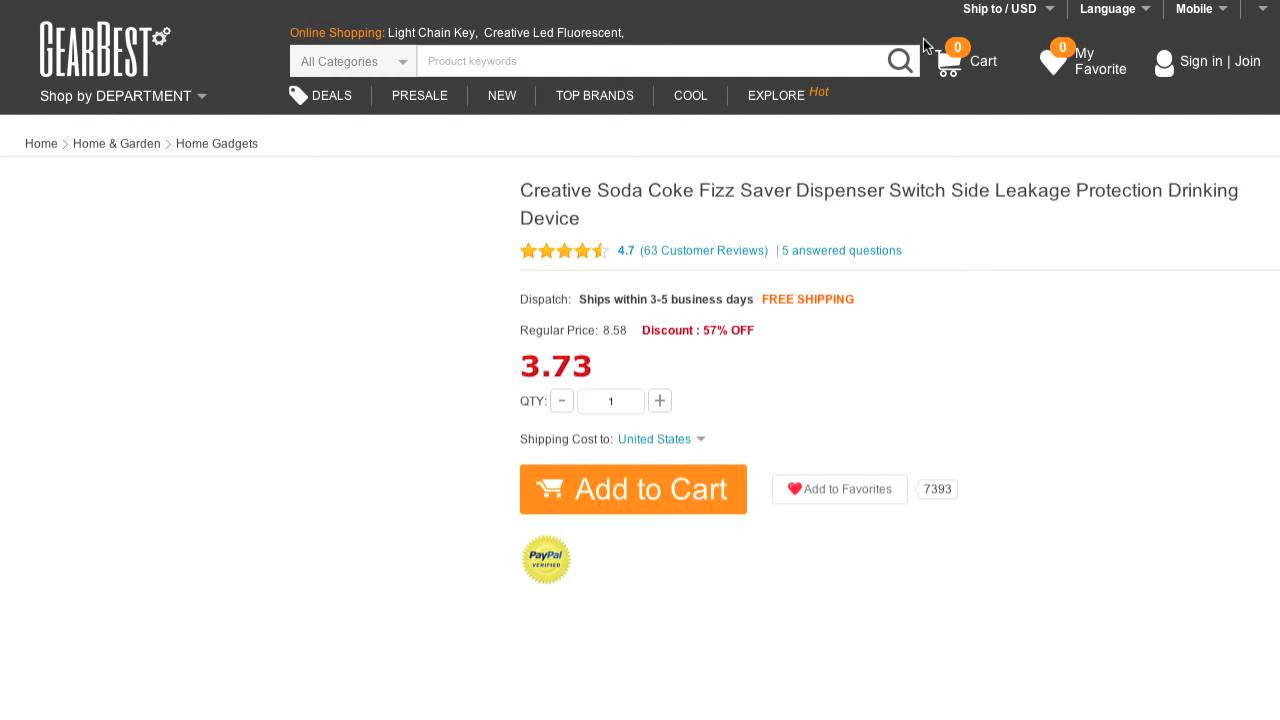 Ship to / USD Language Mobile
GEARBEST
Online Shopping: Light Chain Key, Creative Led Fluorescent,
All Categories Product keywords
0 Cart
0 My Favorite
Sign in | Join
Shop by DEPARTMENT
DEALS PRESALE NEW TOP BRANDS COOL EXPLORE Hot
Home > Home & Garden > Home Gadgets
Creative Soda Coke Fizz Saver Dispenser Switch Side Leakage Protection Drinking
Device
4.7 (63 Customer Reviews) | 5 answered questions
Dispatch: Ships within 3-5 business days FREE SHIPPING
Regular Price: 8.58 Discount : 57% OFF
3.73
QTY: - 1 +
Shipping Cost to: United States
Add to Cart Add to Favorites 7393
PayPal
VERIFIED